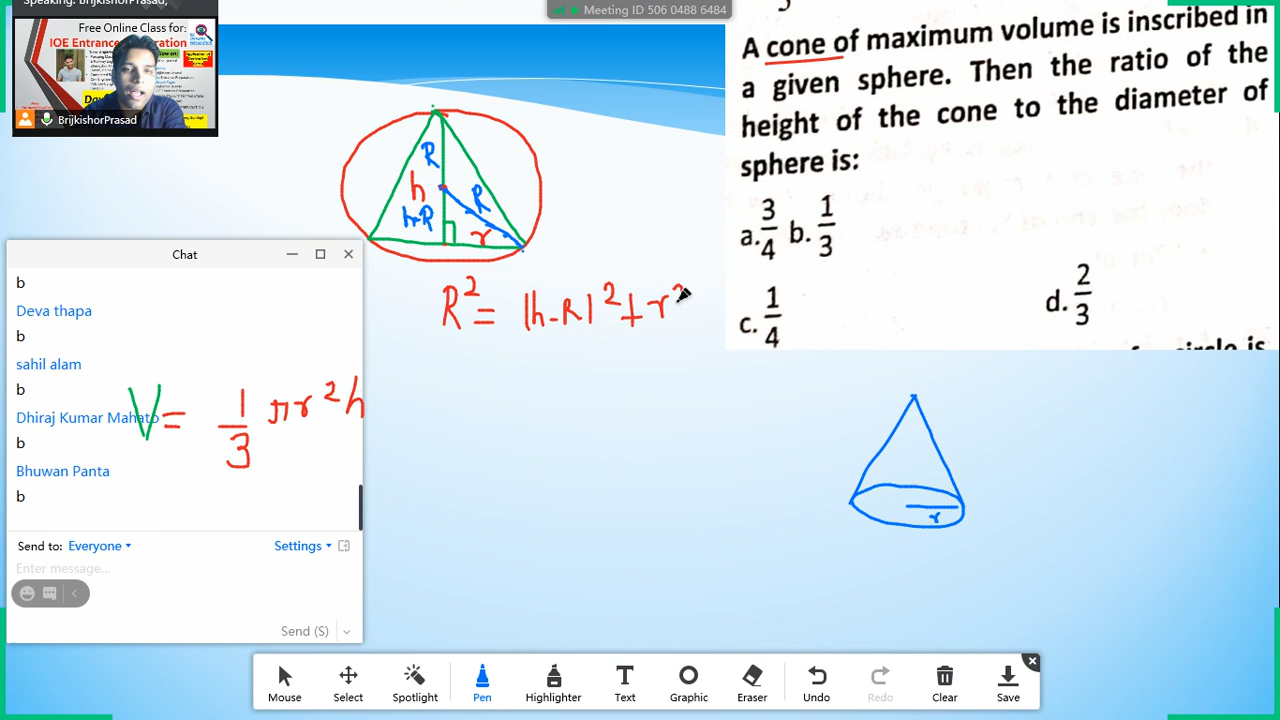 Speaking: BrijkishorPrasad,
Meeting ID 506 0488 6484
Free Online Class for:
IOE Entrance
BrijkishorPrasad
A cone of maximum volume is inscribed in
a given sphere. Then the ratio of the
height of the cone to the diameter of
sphere is:
a. 3/4 b. 1/3
c. 1/4 d. 2/3
R
h R
h-R
r
R² = (h-R)² + r²
Chat
b
Deva thapa
b
sahil alam
b
Dhiraj Kumar Mahato
b
Bhuwan Panta
b
V = 1/3 πr²h
r
Send to: Everyone
Settings
Enter message...
Send (S)
Mouse Select Spotlight Pen Highlighter Text Graphic Eraser Undo Redo Clear Save